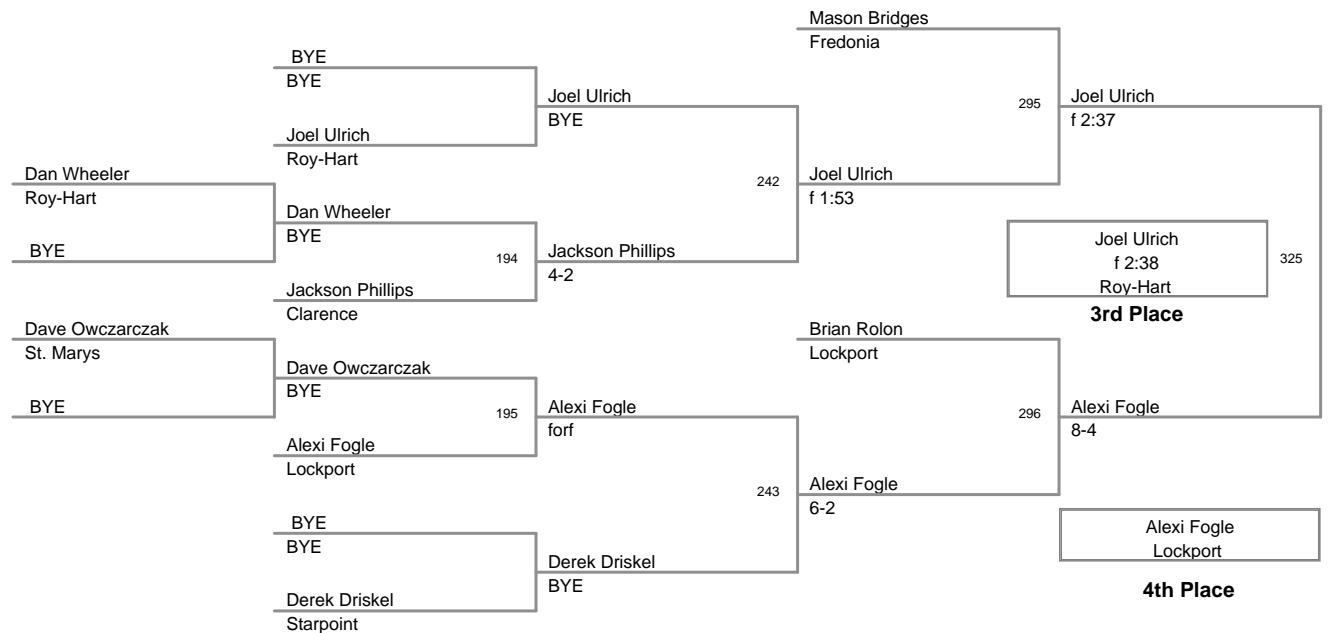 Mason Bridges
Fredonia
BYE
BYE
Joel Ulrich
BYE
295
Joel Ulrich
f 2:37
Joel Ulrich
Roy-Hart
Dan Wheeler
Roy-Hart
242
Joel Ulrich
f 1:53
Dan Wheeler
BYE
BYE
194
Jackson Phillips
4-2
Joel Ulrich
f 2:38
Roy-Hart
325
Jackson Phillips
Clarence
3rd Place
Dave Owczarczak
St. Marys
Brian Rolon
Lockport
Dave Owczarczak
BYE
BYE
195
Alexi Fogle
forf
296
Alexi Fogle
8-4
Alexi Fogle
Lockport
243
Alexi Fogle
6-2
BYE
BYE
Alexi Fogle
Lockport
Derek Driskel
BYE
4th Place
Derek Driskel
Starpoint